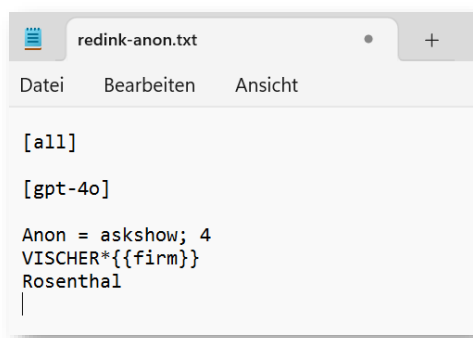 redink-anon.txt
Datei Bearbeiten Ansicht
[all]
[gpt-4o]
Anon = askshow; 4
VISCHER*{{firm}}
Rosenthal